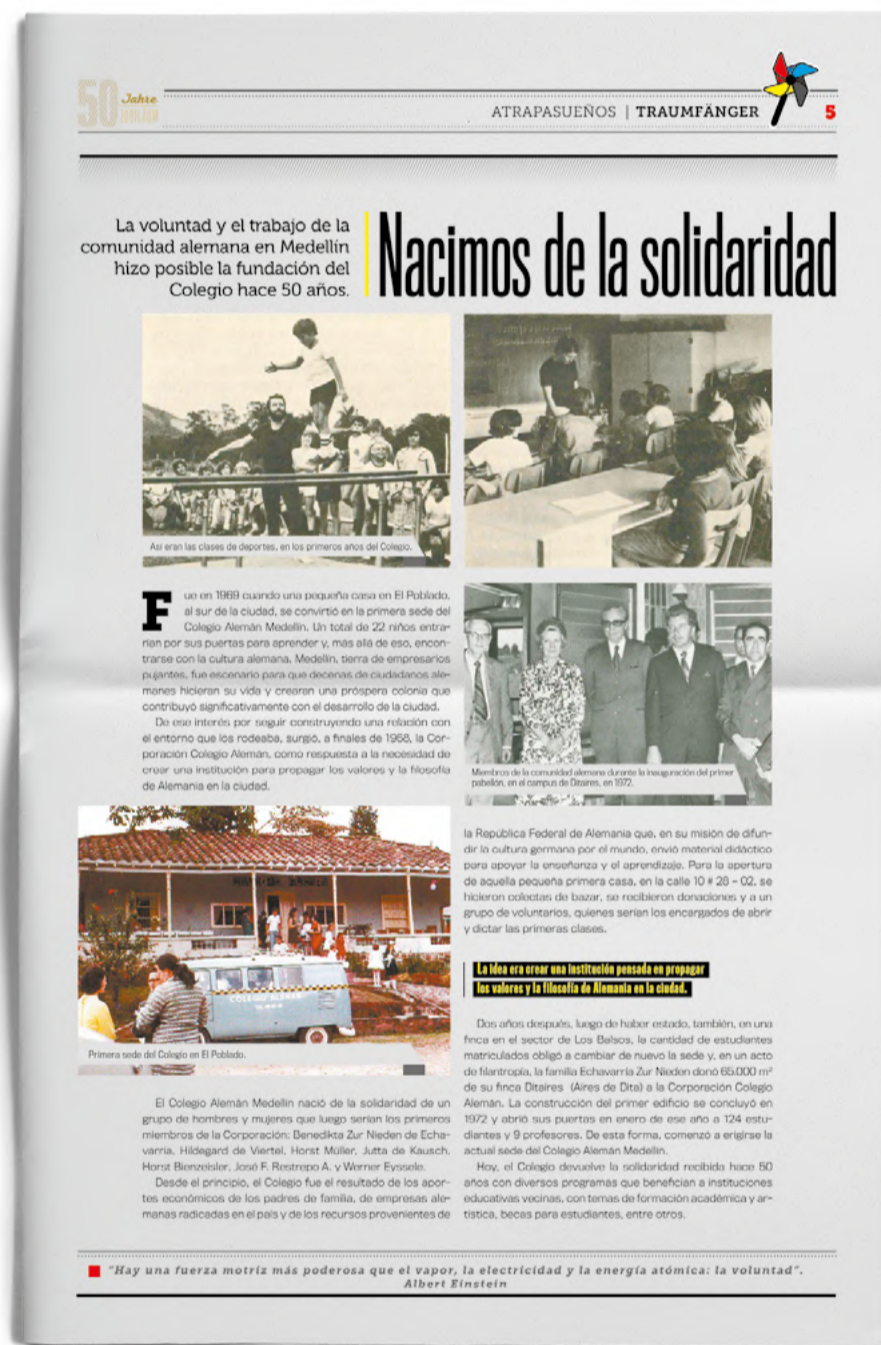 50 Jahre
JUBILÄUM
ATRAPASUEÑOS | TRAUMFÄNGER
5
La voluntad y el trabajo de la
comunidad alemana en Medellín
hizo posible la fundación del
Colegio hace 50 años.
Nacimos de la solidaridad
Así eran las clases de deportes, en los primeros años del Colegio.
Fue en 1969 cuando una pequeña casa en El Poblado,
al sur de la ciudad, se convirtió en la primera sede del
Colegio Alemán Medellín. Un total de 22 niños entra-
rían por sus puertas para aprender y, más allá de eso, encon-
trarse con la cultura alemana. Medellín, tierra de empresarios
pujantes, fue escenario para que decenas de ciudadanos ale-
manes hicieran su vida y crearan una próspera colonia que
contribuyó significativamente con el desarrollo de la ciudad.
De ese interés por seguir construyendo una relación con
el entorno que los rodeaba, surgió, a finales de 1968, la Cor-
poración Colegio Alemán, como respuesta a la necesidad de
crear una institución para propagar los valores y la filosofía
de Alemania en la ciudad.
COLEGIO ALEMAN
Primera sede del Colegio en El Poblado.
El Colegio Alemán Medellín nació de la solidaridad de un
grupo de hombres y mujeres que luego serían los primeros
miembros de la Corporación: Benedikta Zur Nieden de Echa-
varría, Hildegard de Viertel, Horst Müller, Jutta de Kausch,
Horst Bienzeisler, José F. Restrepo A. y Werner Eyssele.
Desde el principio, el Colegio fue el resultado de los apor-
tes económicos de los padres de familia, de empresas ale-
manas radicadas en el país y de los recursos provenientes de
Miembros de la comunidad alemana durante la inauguración del primer
pabellón, en el campus de Ditaires, en 1972.
la República Federal de Alemania que, en su misión de difun-
dir la cultura germana por el mundo, envió material didáctico
para apoyar la enseñanza y el aprendizaje. Para la apertura
de aquella pequeña primera casa, en la calle 10 # 28 – 02, se
hicieron colectas de bazar, se recibieron donaciones y a un
grupo de voluntarios, quienes serían los encargados de abrir
y dictar las primeras clases.
La idea era crear una institución pensada en propagar
los valores y la filosofía de Alemania en la ciudad.
Dos años después, luego de haber estado, también, en una
finca en el sector de Los Balsos, la cantidad de estudiantes
matriculados obligó a cambiar de nuevo la sede y, en un acto
de filantropía, la familia Echavarría Zur Nieden donó 65.000 m²
de su finca Ditaires (Aires de Dita) a la Corporación Colegio
Alemán. La construcción del primer edificio se concluyó en
1972 y abrió sus puertas en enero de ese año a 124 estu-
diantes y 9 profesores. De esta forma, comenzó a erigirse la
actual sede del Colegio Alemán Medellín.
Hoy, el Colegio devuelve la solidaridad recibida hace 50
años con diversos programas que benefician a instituciones
educativas vecinas, con temas de formación académica y ar-
tística, becas para estudiantes, entre otros.
"Hay una fuerza motriz más poderosa que el vapor, la electricidad y la energía atómica: la voluntad".
Albert Einstein